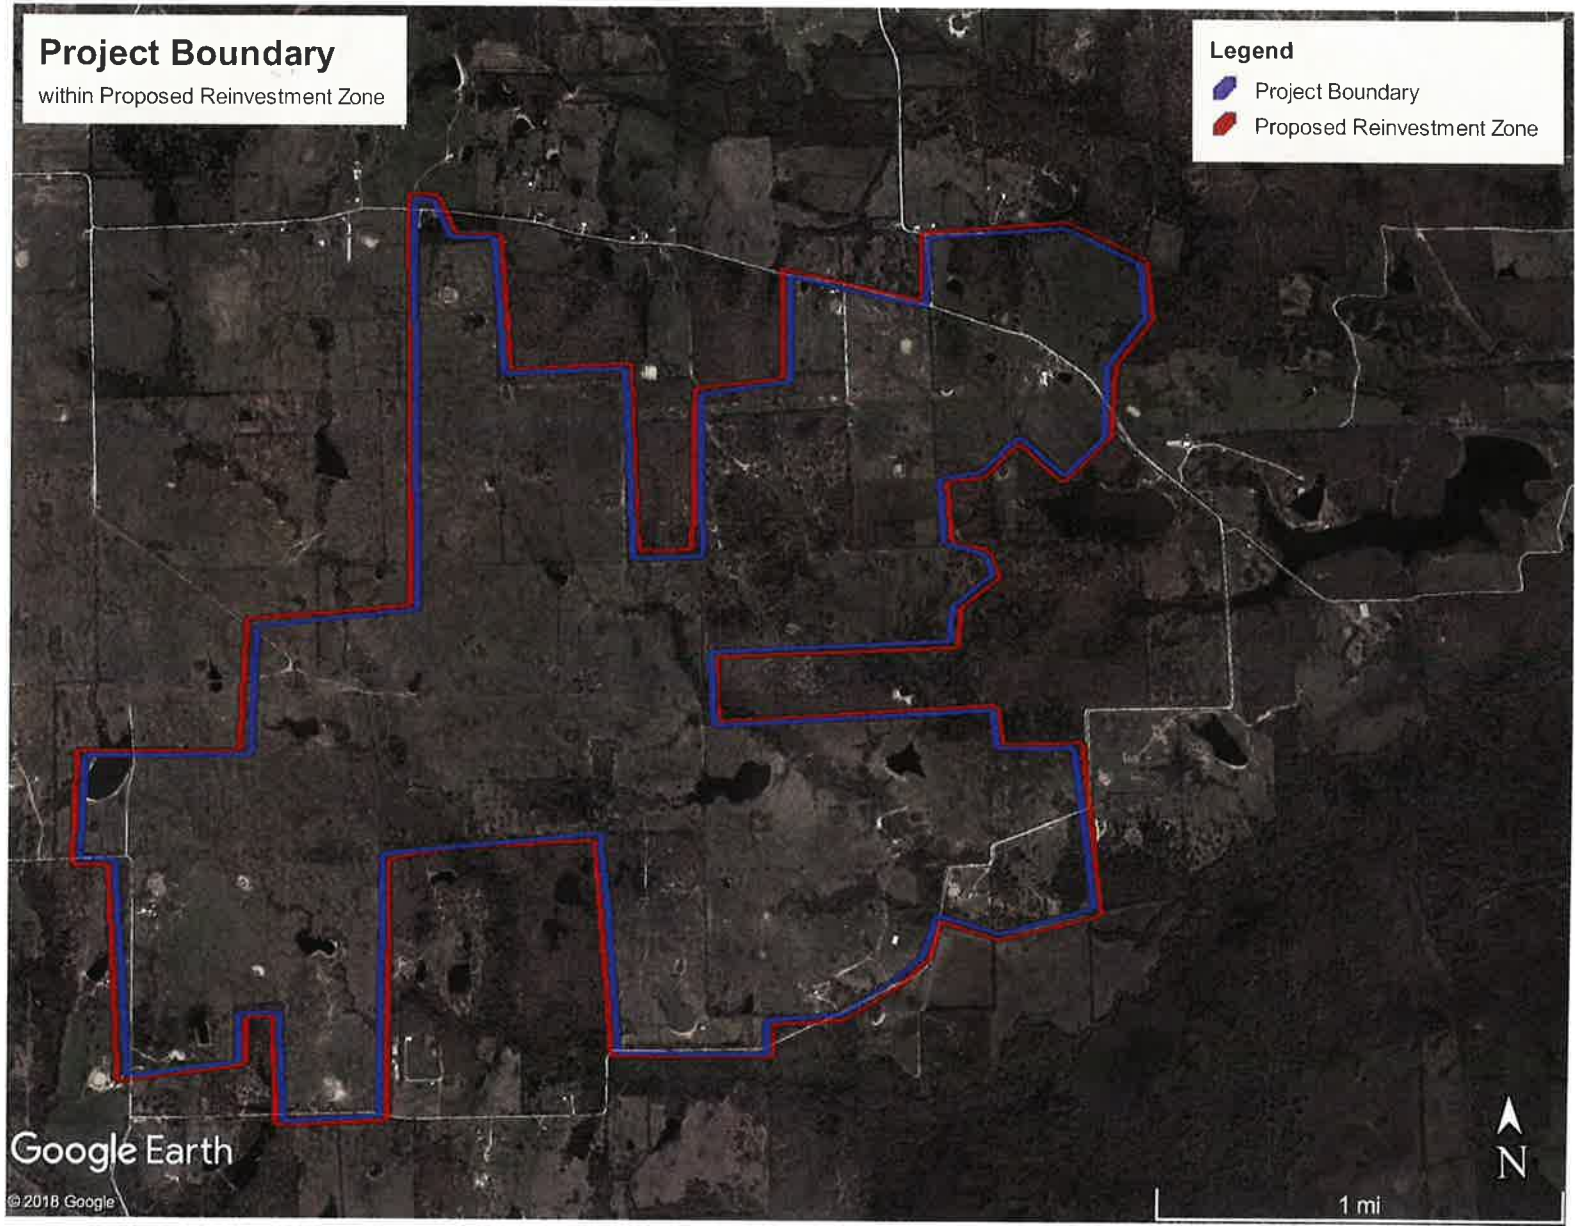 Project Boundary
within Proposed Reinvestment Zone
Legend
Project Boundary
Proposed Reinvestment Zone
Google Earth
© 2018 Google
N
1 mi